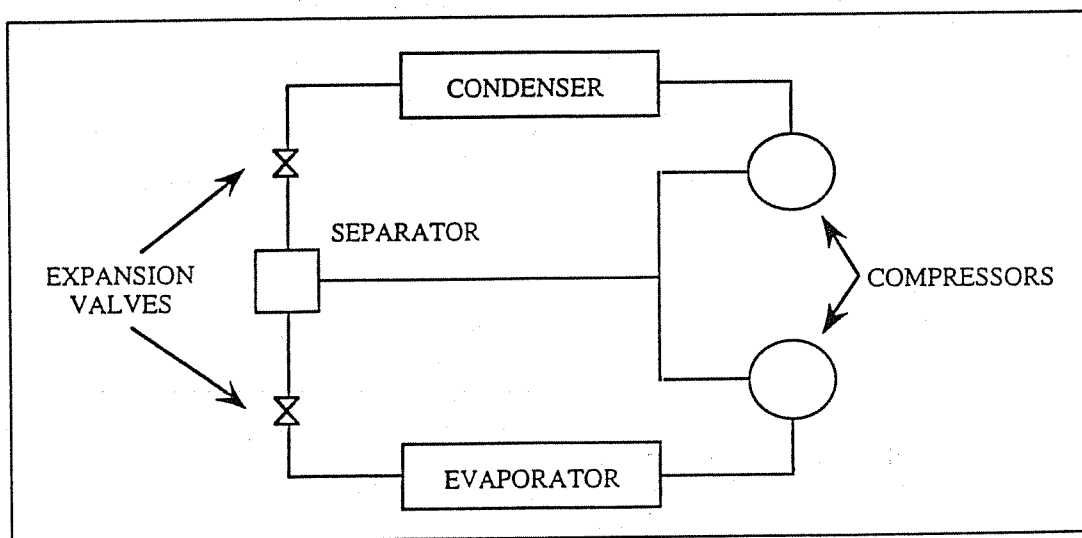 CONDENSER
SEPARATOR
EXPANSION
VALVES
COMPRESSORS
EVAPORATOR